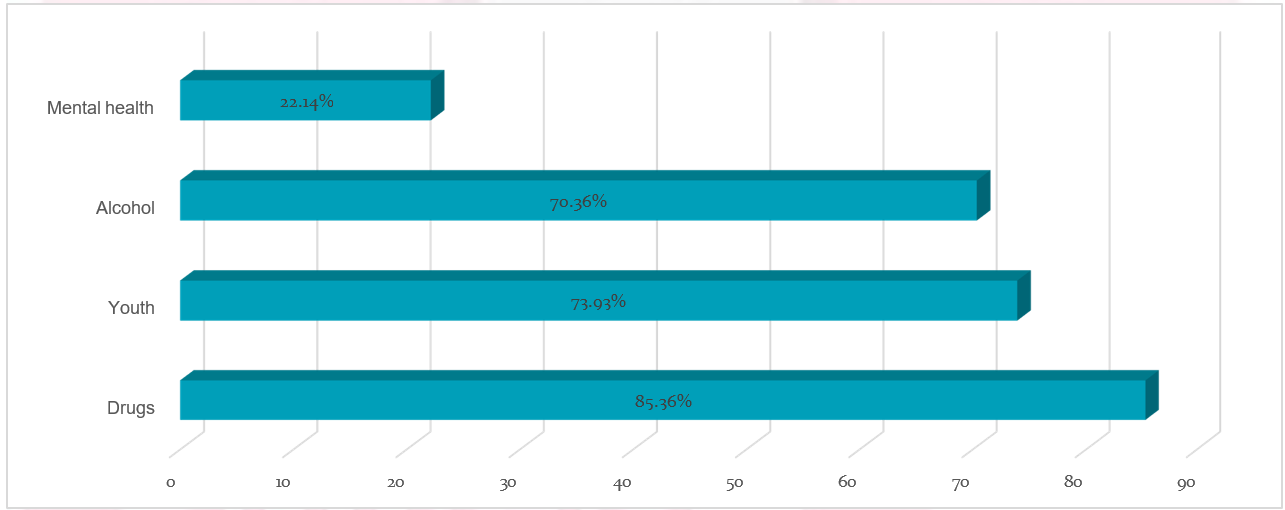 Mental health
22.14%
Alcohol
70.36%
Youth
73.93%
Drugs
85.36%
0 10 20 30 40 50 60 70 80 90